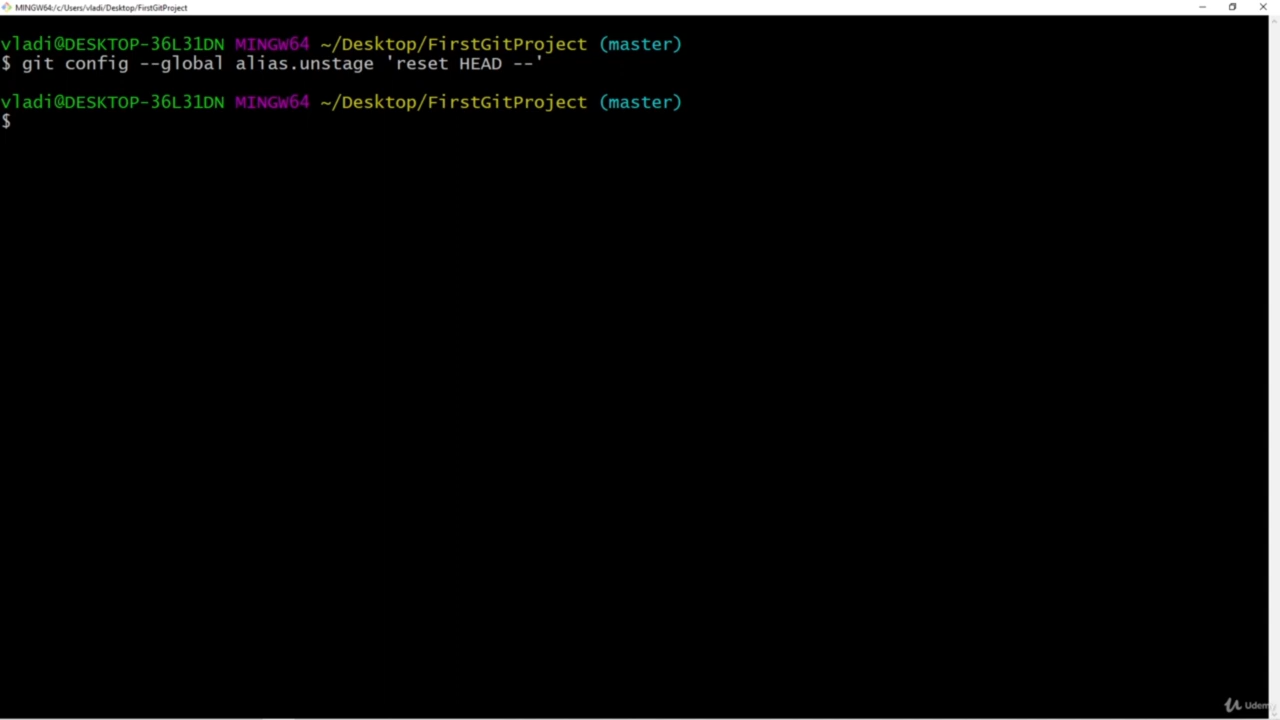 MINGW64:/c/Users/vladi/Desktop/FirstGitProject
vladi@DESKTOP-36L31DN MINGW64 ~/Desktop/FirstGitProject (master)
$ git config --global alias.unstage 'reset HEAD --'
vladi@DESKTOP-36L31DN MINGW64 ~/Desktop/FirstGitProject (master)
$
Udemy